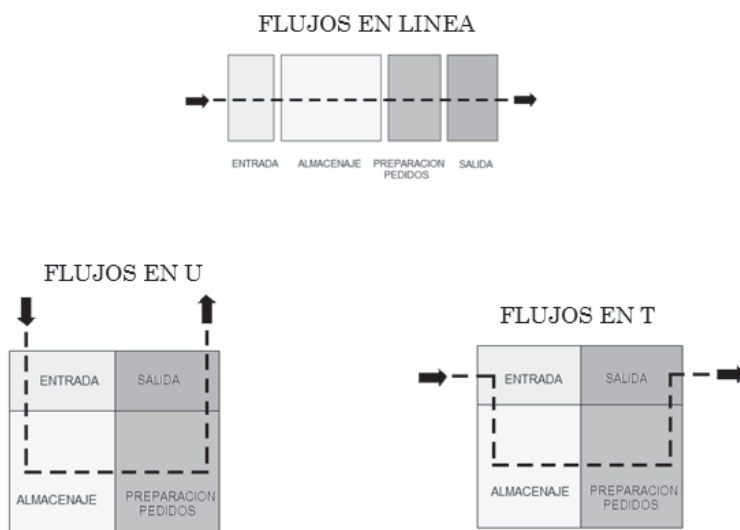 FLUJOS EN LINEA
ENTRADA
ALMACENAJE
PREPARACION
PEDIDOS
SALIDA
FLUJOS EN U
ENTRADA
SALIDA
ALMACENAJE
PREPARACION
PEDIDOS
FLUJOS EN T
ENTRADA
SALIDA
ALMACENAJE
PREPARACION
PEDIDOS